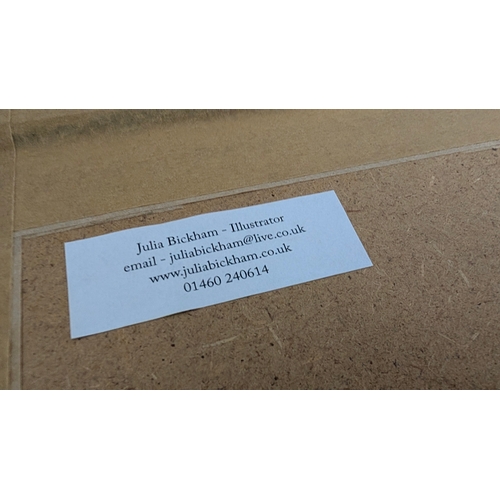 Julia Bickham - Illustrator
email - juliabickham@live.co.uk
www.juliabickham.co.uk
01460 240614